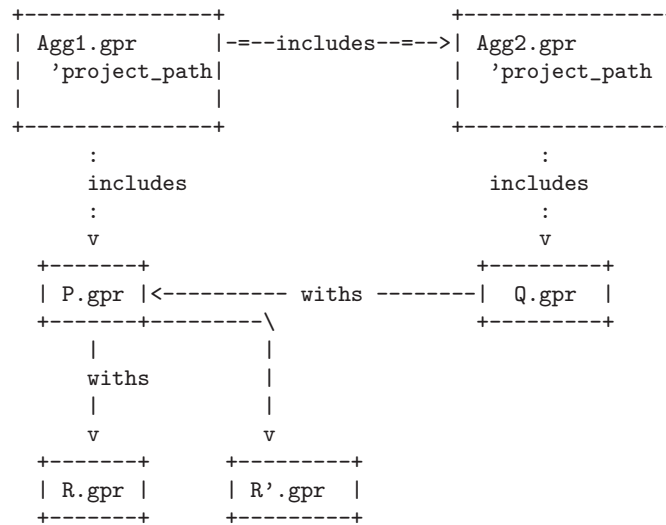 +---------------+                  +----------------
| Agg1.gpr      |-=--includes--=-->| Agg2.gpr
|  ’project_path|                  |  ’project_path
|               |                  |
+---------------+                  +----------------
      :                                   :
      includes                        includes
      :                                   :
      v                                   v
  +-------+                          +---------+
  | P.gpr |<---------- withs --------|  Q.gpr  |
  +-------+---------\                +---------+
      |             |
      withs         |
      |             |
      v             v
  +-------+      +---------+
  | R.gpr |      | R’.gpr  |
  +-------+      +---------+